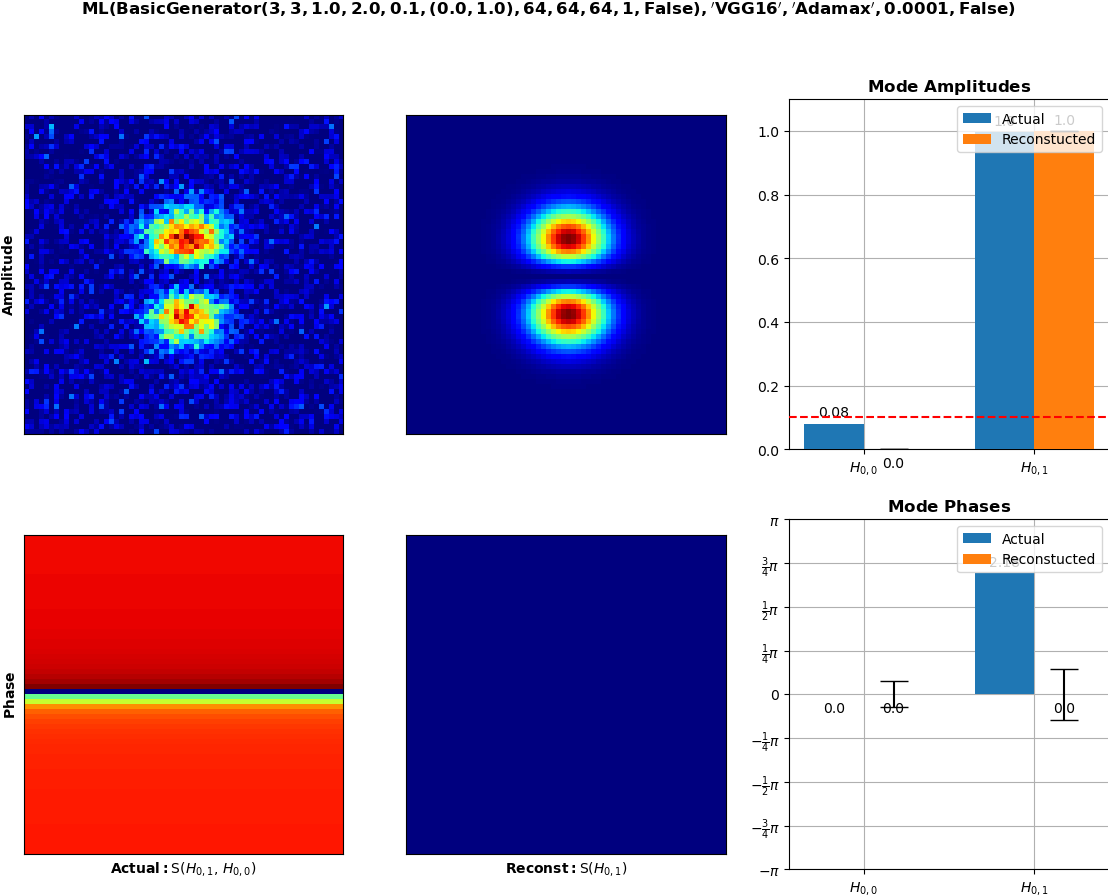 ML(BasicGenerator(3, 3, 1.0, 2.0, 0.1, (0.0, 1.0), 64, 64, 64, 1, False), 'VGG16', 'Adamax', 0.0001, False)
Mode Amplitudes
Actual
Reconstucted
1.0
1.0
0.8
0.6
0.4
0.2
0.0
0.08
0.0
H0, 0
H0, 1
Amplitude
Mode Phases
Actual
Reconstucted
π
3/4π
1/2π
1/4π
0
−1/4π
−1/2π
−3/4π
−π
0.0
0.0
0.0
H0, 0
H0, 1
Phase
Actual: S(H0, 1, H0, 0)
Reconst: S(H0, 1)